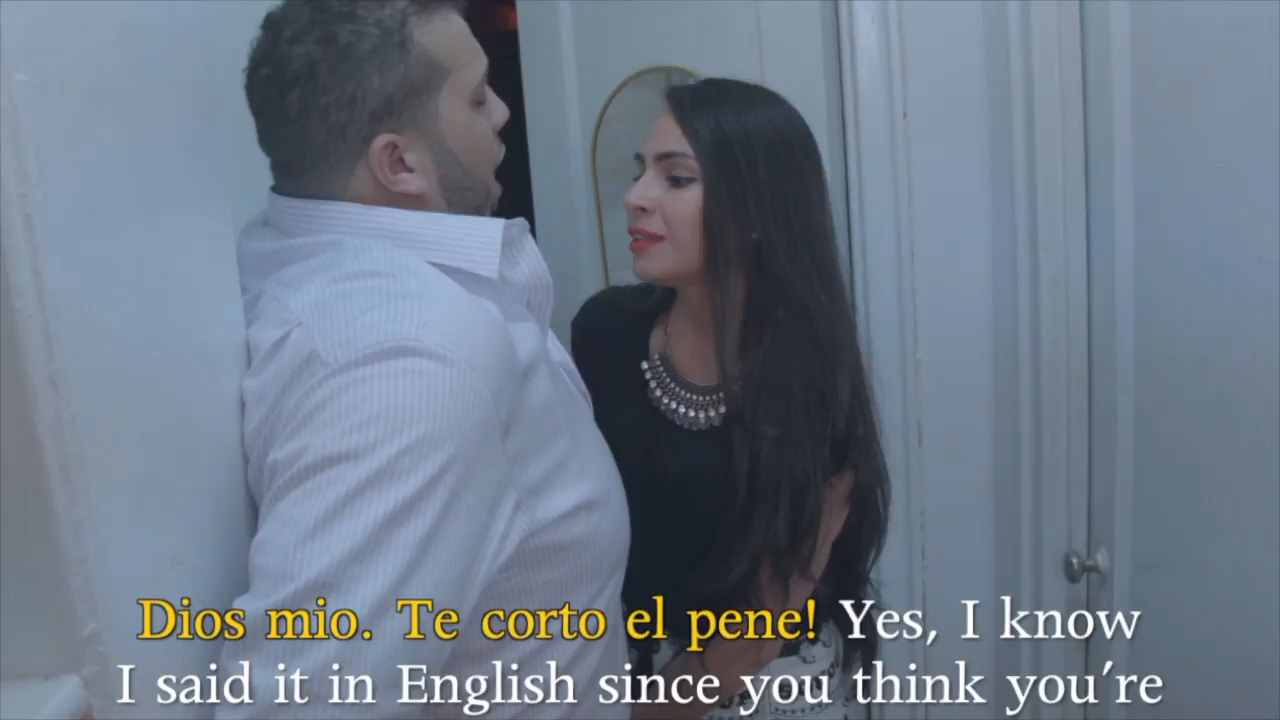 Dios mio. Te corto el pene! Yes, I know
I said it in English since you think you're